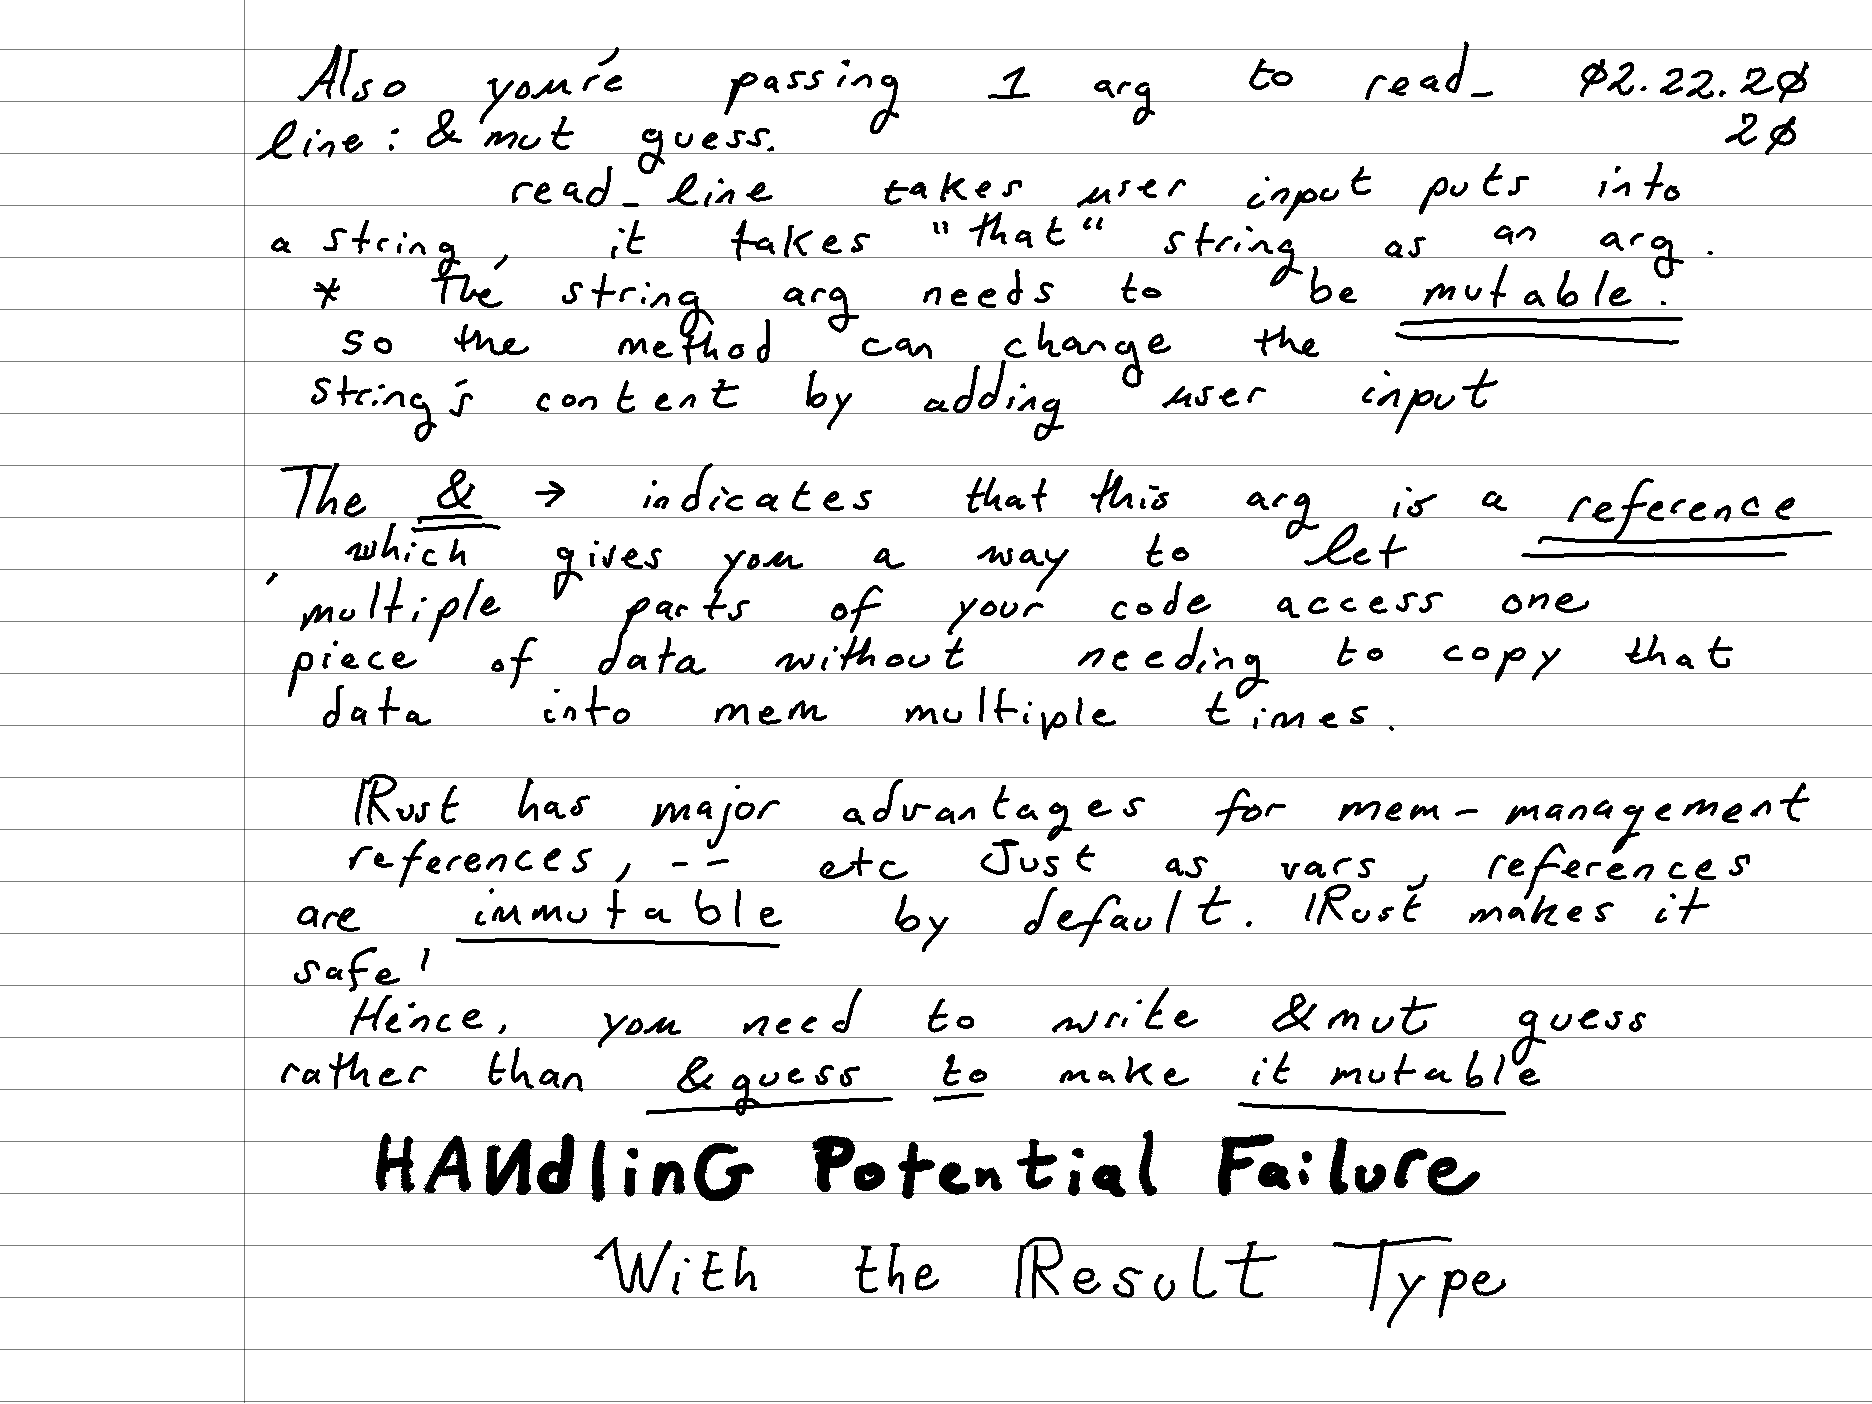 Also you're passing 1 arg to read_ 02.22.20
line : & mut guess. 20
read_line takes user input puts into
a string, it takes "that" string as an arg.
* The string arg needs to be mutable.
so the method can change the
string's content by adding user input
The & → indicates that this arg is a reference
, which gives you a way to let
multiple parts of your code access one
piece of data without needing to copy that
data into mem multiple times.
Rust has major advantages for mem-management
references, -- etc Just as vars, references
are immutable by default. Rust makes it
safe!
Hence, you need to write &mut guess
rather than &guess to make it mutable
HANdlinG Potential Failure
With the Result Type